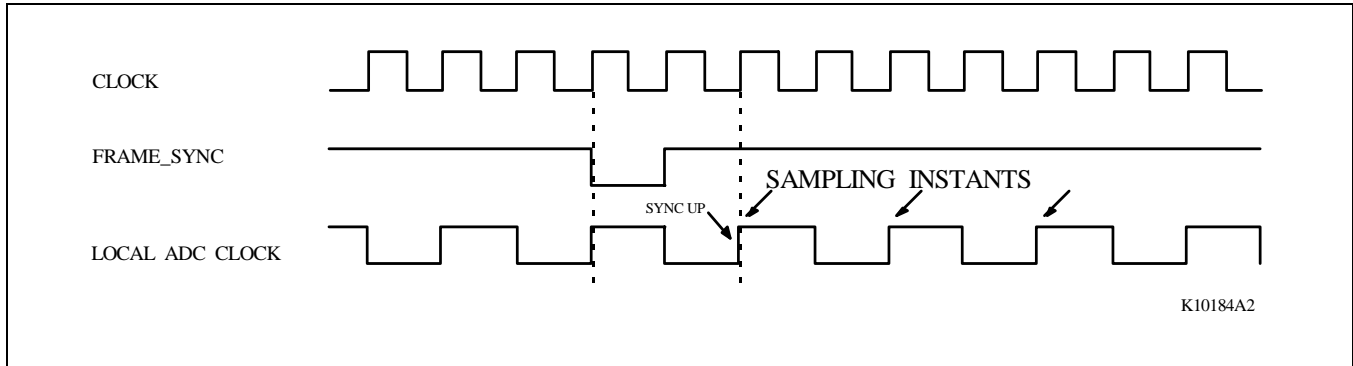 CLOCK
FRAME_SYNC
SAMPLING INSTANTS
SYNC UP
LOCAL ADC CLOCK
K10184A2